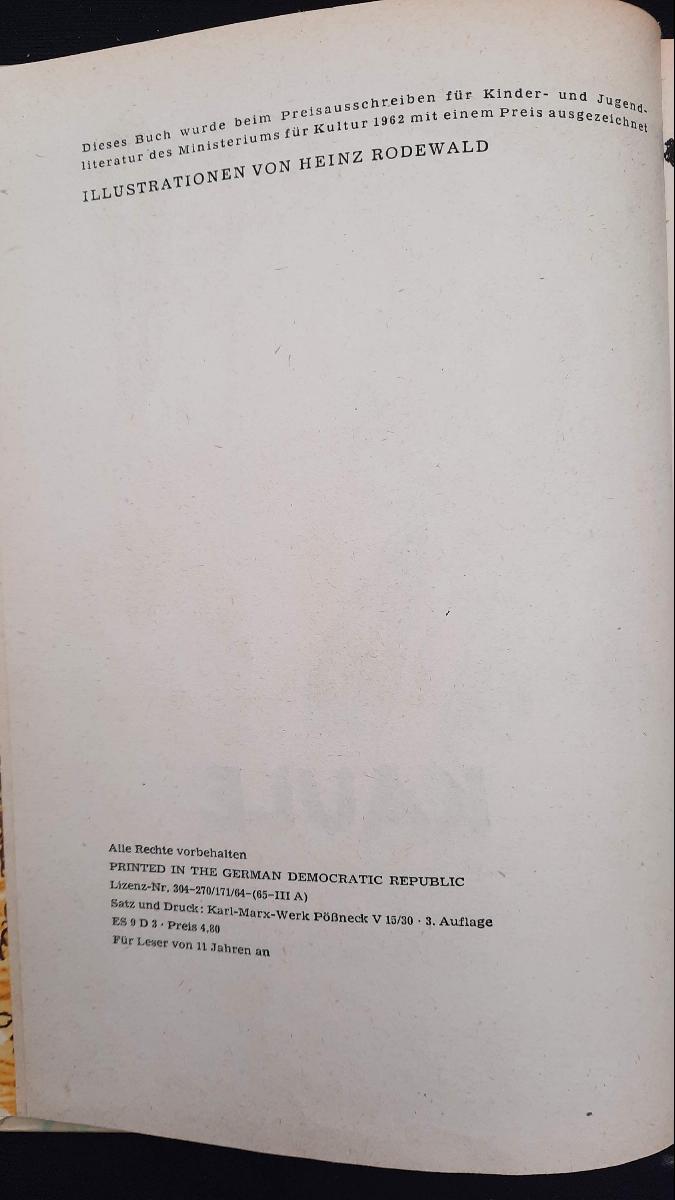 Dieses Buch wurde beim Preisausschreiben für Kinder- und Jugend-
literatur des Ministeriums für Kultur 1962 mit einem Preis ausgezeichnet
ILLUSTRATIONEN VON HEINZ RODEWALD
KAULE
Alle Rechte vorbehalten
PRINTED IN THE GERMAN DEMOCRATIC REPUBLIC
Lizenz-Nr. 304-270/171/64-(65-III A)
Satz und Druck: Karl-Marx-Werk Pößneck V 15/30 · 3. Auflage
ES 9 D 3 · Preis 4,80
Für Leser von 11 Jahren an